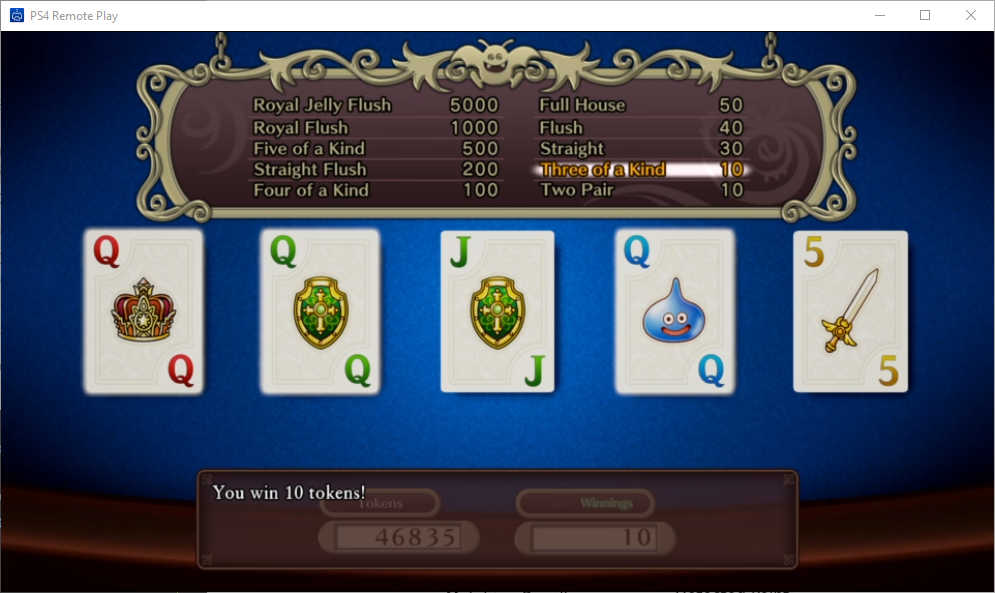 PS4 Remote Play
Royal Jelly Flush 5000 Full House 50
Royal Flush 1000 Flush 40
Five of a Kind 500 Straight 30
Straight Flush 200 Three of a Kind 10
Four of a Kind 100 Two Pair 10
Q Q J Q 5
Q Q J Q 5
You win 10 tokens!
Tokens Winnings
46835 10